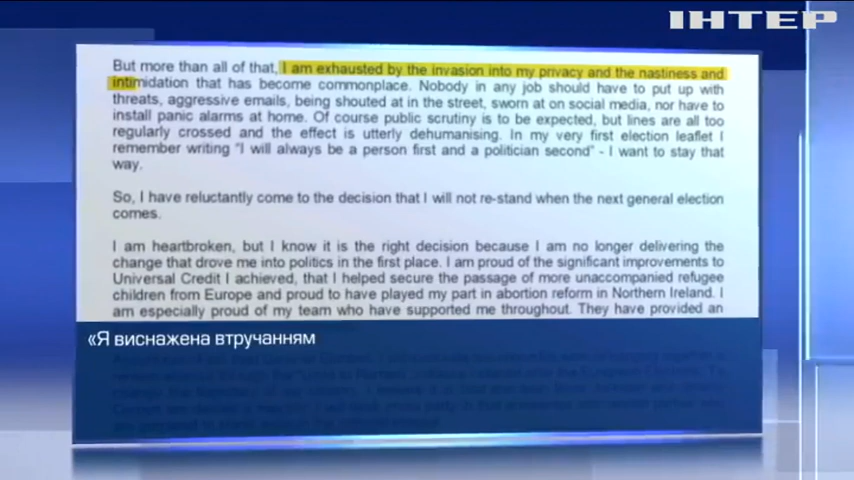 ІНТЕР
But more than all of that, I am exhausted by the invasion into my privacy and the nastiness and
intimidation that has become commonplace. Nobody in any job should have to put up with
threats, aggressive emails, being shouted at in the street, sworn at on social media, nor have to
install panic alarms at home. Of course public scrutiny is to be expected, but lines are all too
regularly crossed and the effect is utterly dehumanising. In my very first election leaflet I
remember writing "I will always be a person first and a politician second" - I want to stay that
way.
So, I have reluctantly come to the decision that I will not re-stand when the next general election
comes.
I am heartbroken, but I know it is the right decision because I am no longer delivering the
change that drove me into politics in the first place. I am proud of the significant improvements to
Universal Credit I achieved, that I helped secure the passage of more unaccompanied refugee
children from Europe and proud to have played my part in abortion reform in Northern Ireland. I
am especially proud of my team who have supported me throughout. They have provided an
«Я виснажена втручанням